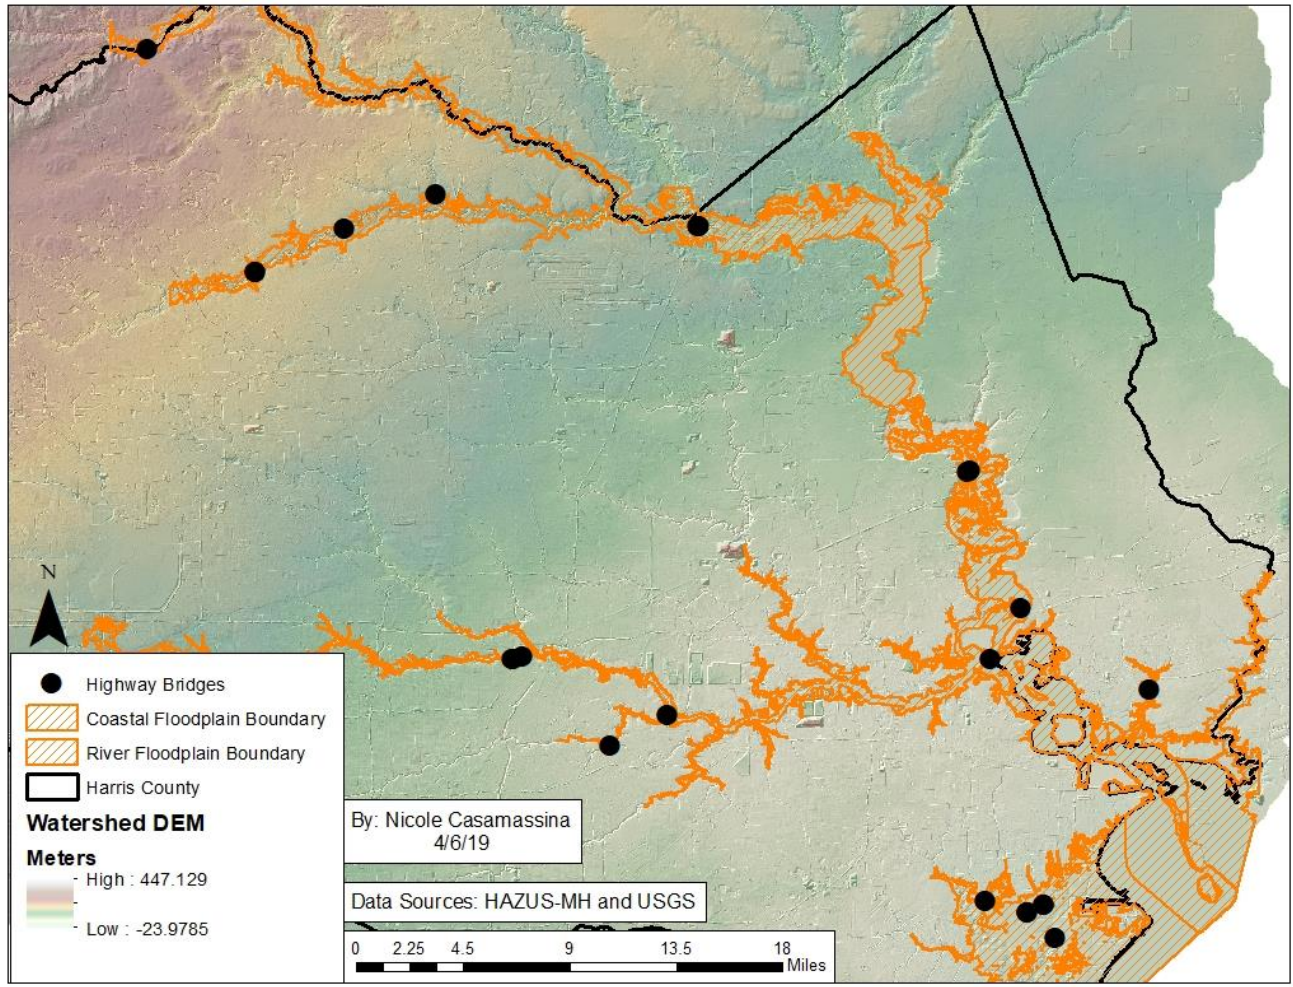 N
Highway Bridges
Coastal Floodplain Boundary
River Floodplain Boundary
Harris County
Watershed DEM
Meters
High : 447.129
Low : -23.9785
By: Nicole Casamassina
4/6/19
Data Sources: HAZUS-MH and USGS
0 2.25 4.5 9 13.5 18
Miles